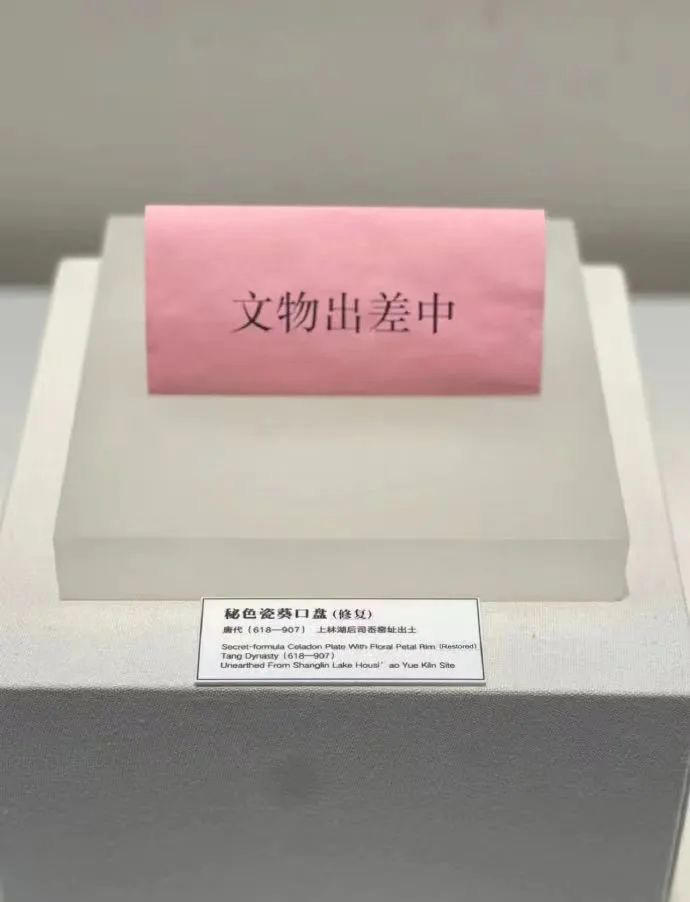 文物出差中
秘色瓷葵口盘(修复)
唐代(618—907) 上林湖后司岙窑址出土
Secret-formula Celadon Plate With Floral Petal Rim (Restored)
Tang Dynasty (618—907)
Unearthed From Shanglin Lake Housi' ao Yue Kiln Site